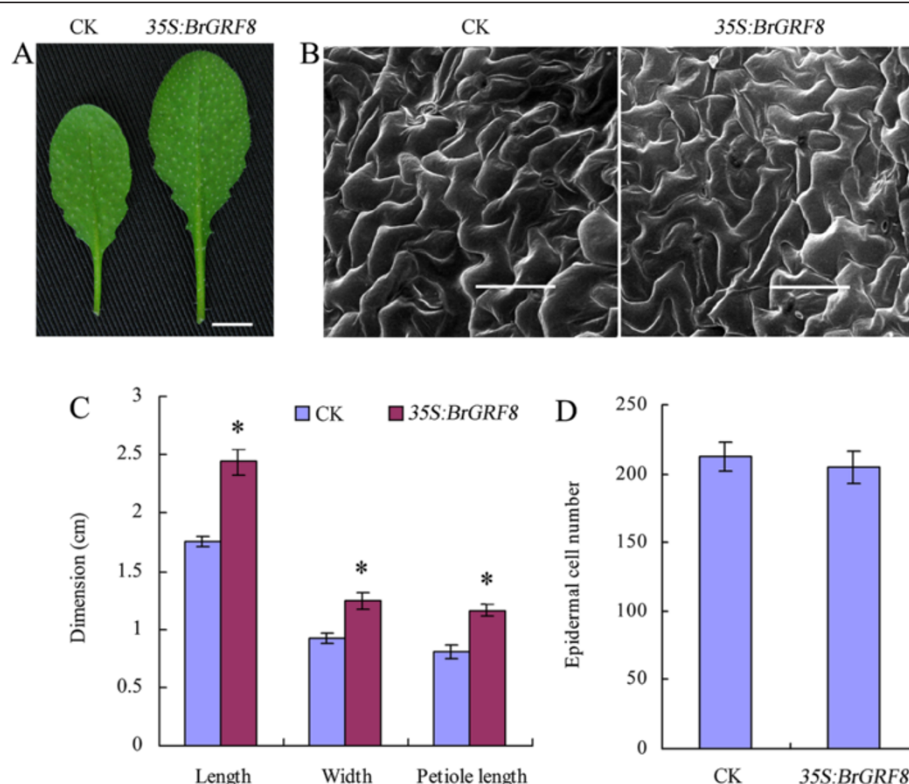 CK 35S:BrGRF8
A
CK 35S:BrGRF8
B
C
CK 35S:BrGRF8
3
2.5
2
1.5
1
0.5
0
Dimension (cm)
* * *
Length Width Petiole length
D
250
200
150
100
50
0
Epidermal cell number
CK 35S:BrGRF8